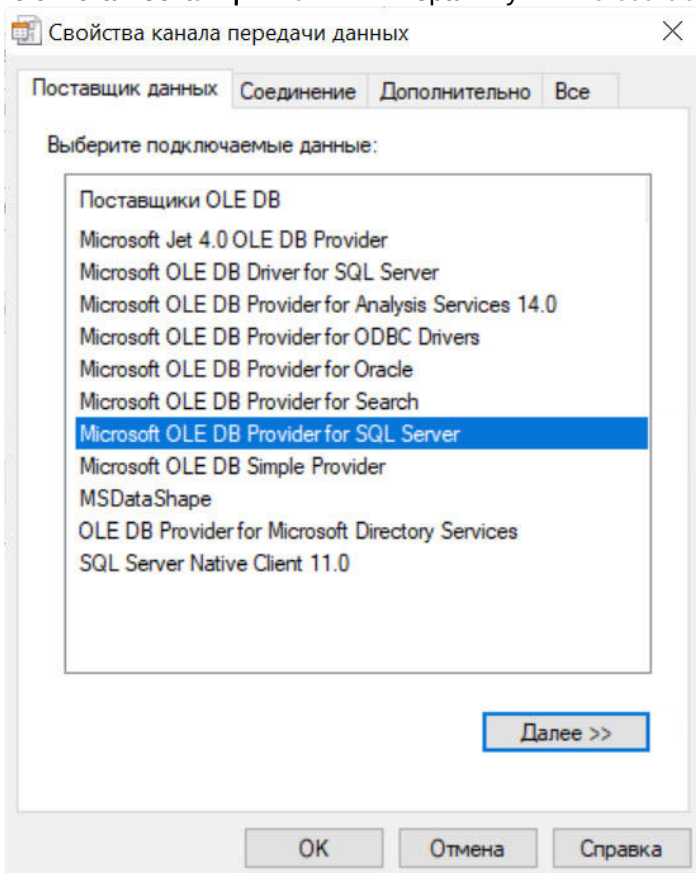 Свойства канала передачи данных
Поставщик данных Соединение Дополнительно Все
Выберите подключаемые данные:
Поставщики OLE DB
Microsoft Jet 4.0 OLE DB Provider
Microsoft OLE DB Driver for SQL Server
Microsoft OLE DB Provider for Analysis Services 14.0
Microsoft OLE DB Provider for ODBC Drivers
Microsoft OLE DB Provider for Oracle
Microsoft OLE DB Provider for Search
Microsoft OLE DB Provider for SQL Server
Microsoft OLE DB Simple Provider
MSDataShape
OLE DB Provider for Microsoft Directory Services
SQL Server Native Client 11.0
Далее >>
OK Отмена Справка